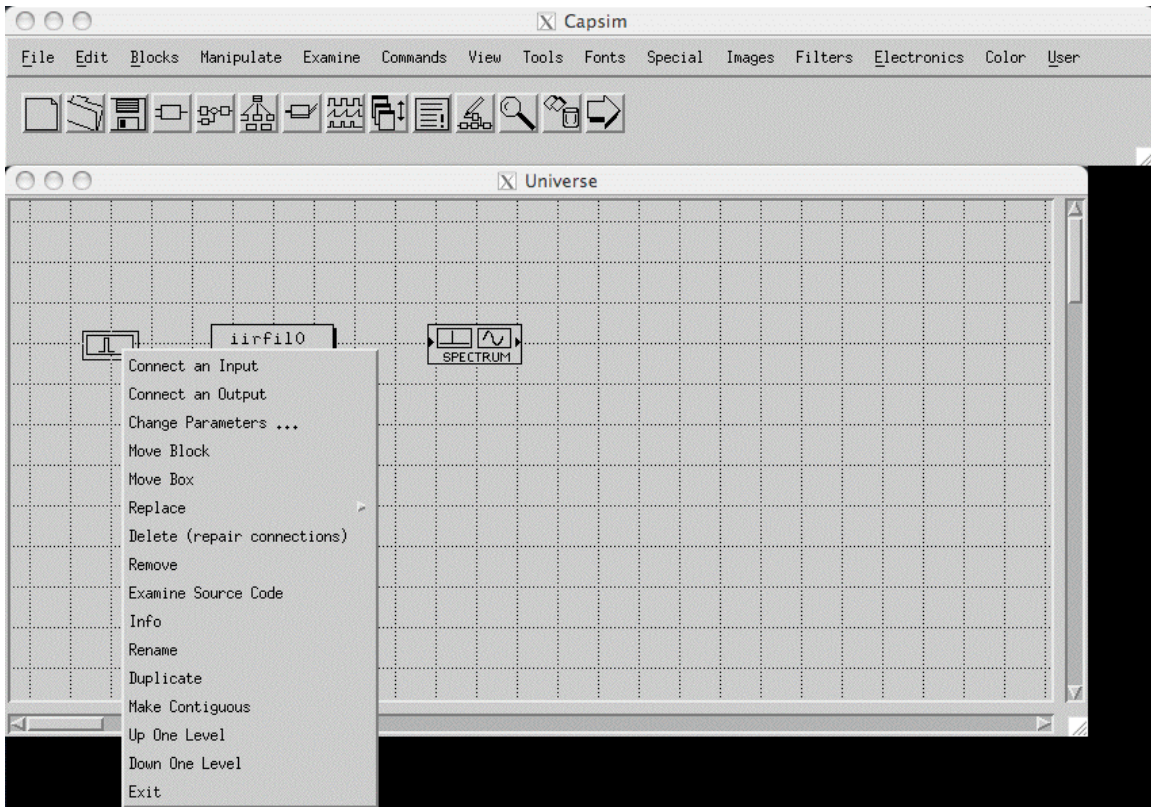 X Capsim
File Edit Blocks Manipulate Examine Commands View Tools Fonts Special Images Filters Electronics Color User
X Universe
iirfil0
SPECTRUM
Connect an Input
Connect an Output
Change Parameters ...
Move Block
Move Box
Replace
Delete (repair connections)
Remove
Examine Source Code
Info
Rename
Duplicate
Make Contiguous
Up One Level
Down One Level
Exit